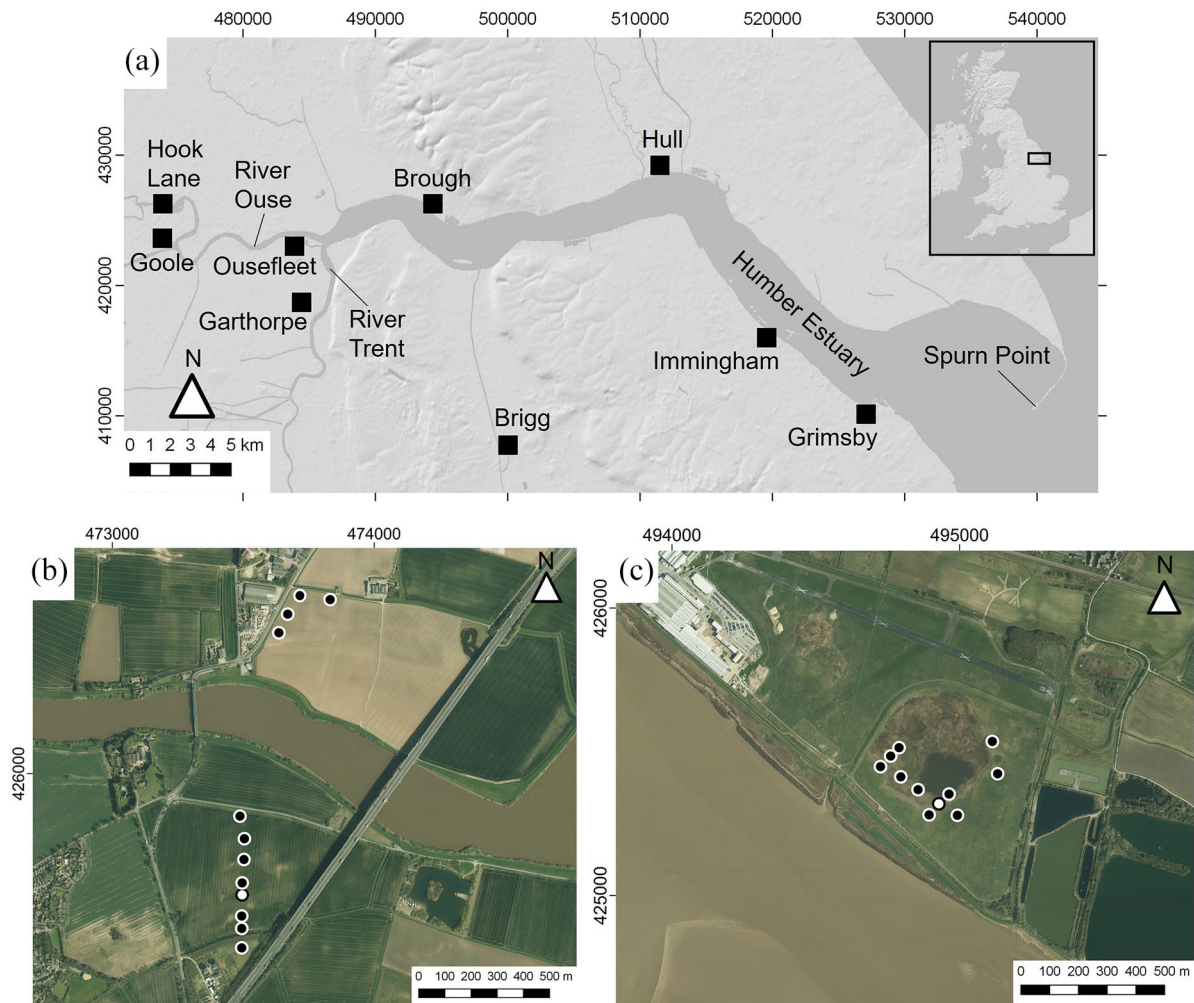 480000 490000 500000 510000 520000 530000 540000
(a)
430000
420000
410000
Hook
Lane
River
Ouse
Brough
Hull
Goole
Ousefleet
Garthorpe
River
Trent
Humber Estuary
Immingham
Spurn Point
Grimsby
Brigg
N
0 1 2 3 4 5 km
473000 474000
(b)
N
426000
0 100 200 300 400 500 m
494000 495000
(c)
N
426000
425000
0 100 200 300 400 500 m